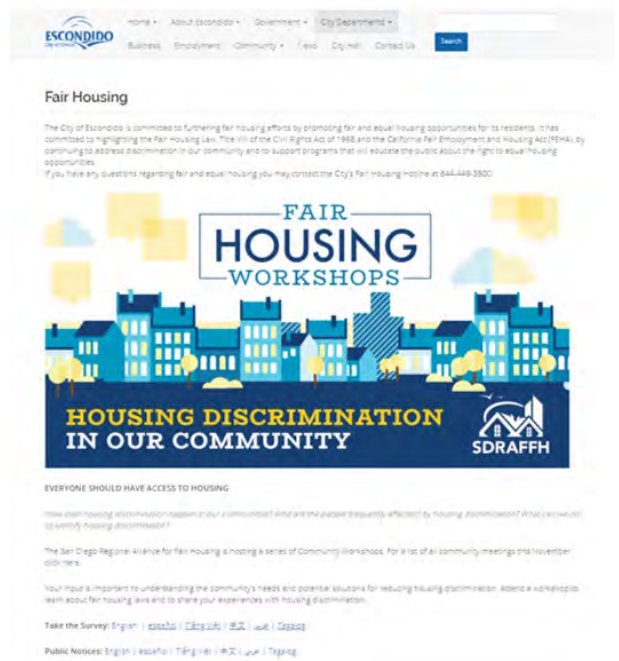 ESCONDIDO
Home About Escondido Government City Departments
Business Employment Community City Hall Contact Us
Search
Fair Housing
The City of Escondido is committed to furthering fair housing efforts by promoting fair and equal housing opportunities for its residents. It has
committed to highlighting the Fair Housing Law, Title VIII of the Civil Rights Act of 1968 and the California Fair Employment and Housing Act (FEHA), by
continuing to address discrimination in our community and to support programs that will educate the public about the right to equal housing
opportunities.
If you have any questions regarding fair and equal housing you may contact the City's Fair Housing Hotline at 844-449-3500
FAIR
HOUSING
WORKSHOPS
HOUSING DISCRIMINATION
IN OUR COMMUNITY
SDRAFFH
EVERYONE SHOULD HAVE ACCESS TO HOUSING
How does housing discrimination happen in our communities? Who are the people frequently affected by housing discrimination? What can we do
to identify housing discrimination?
The San Diego Regional Alliance for Fair Housing is hosting a series of Community Workshops. For a list of all community meetings this November
click here.
Your input is important to understanding the community's needs and potential solutions for reducing housing discrimination. Attend a workshop to
learn about fair housing laws and to share your experiences with housing discrimination.
Take the Survey: English | español | Tiếng Việt | 中文 | عربى | Tagalog
Public Notices: English | español | Tiếng Việt | 中文 | عربى | Tagalog